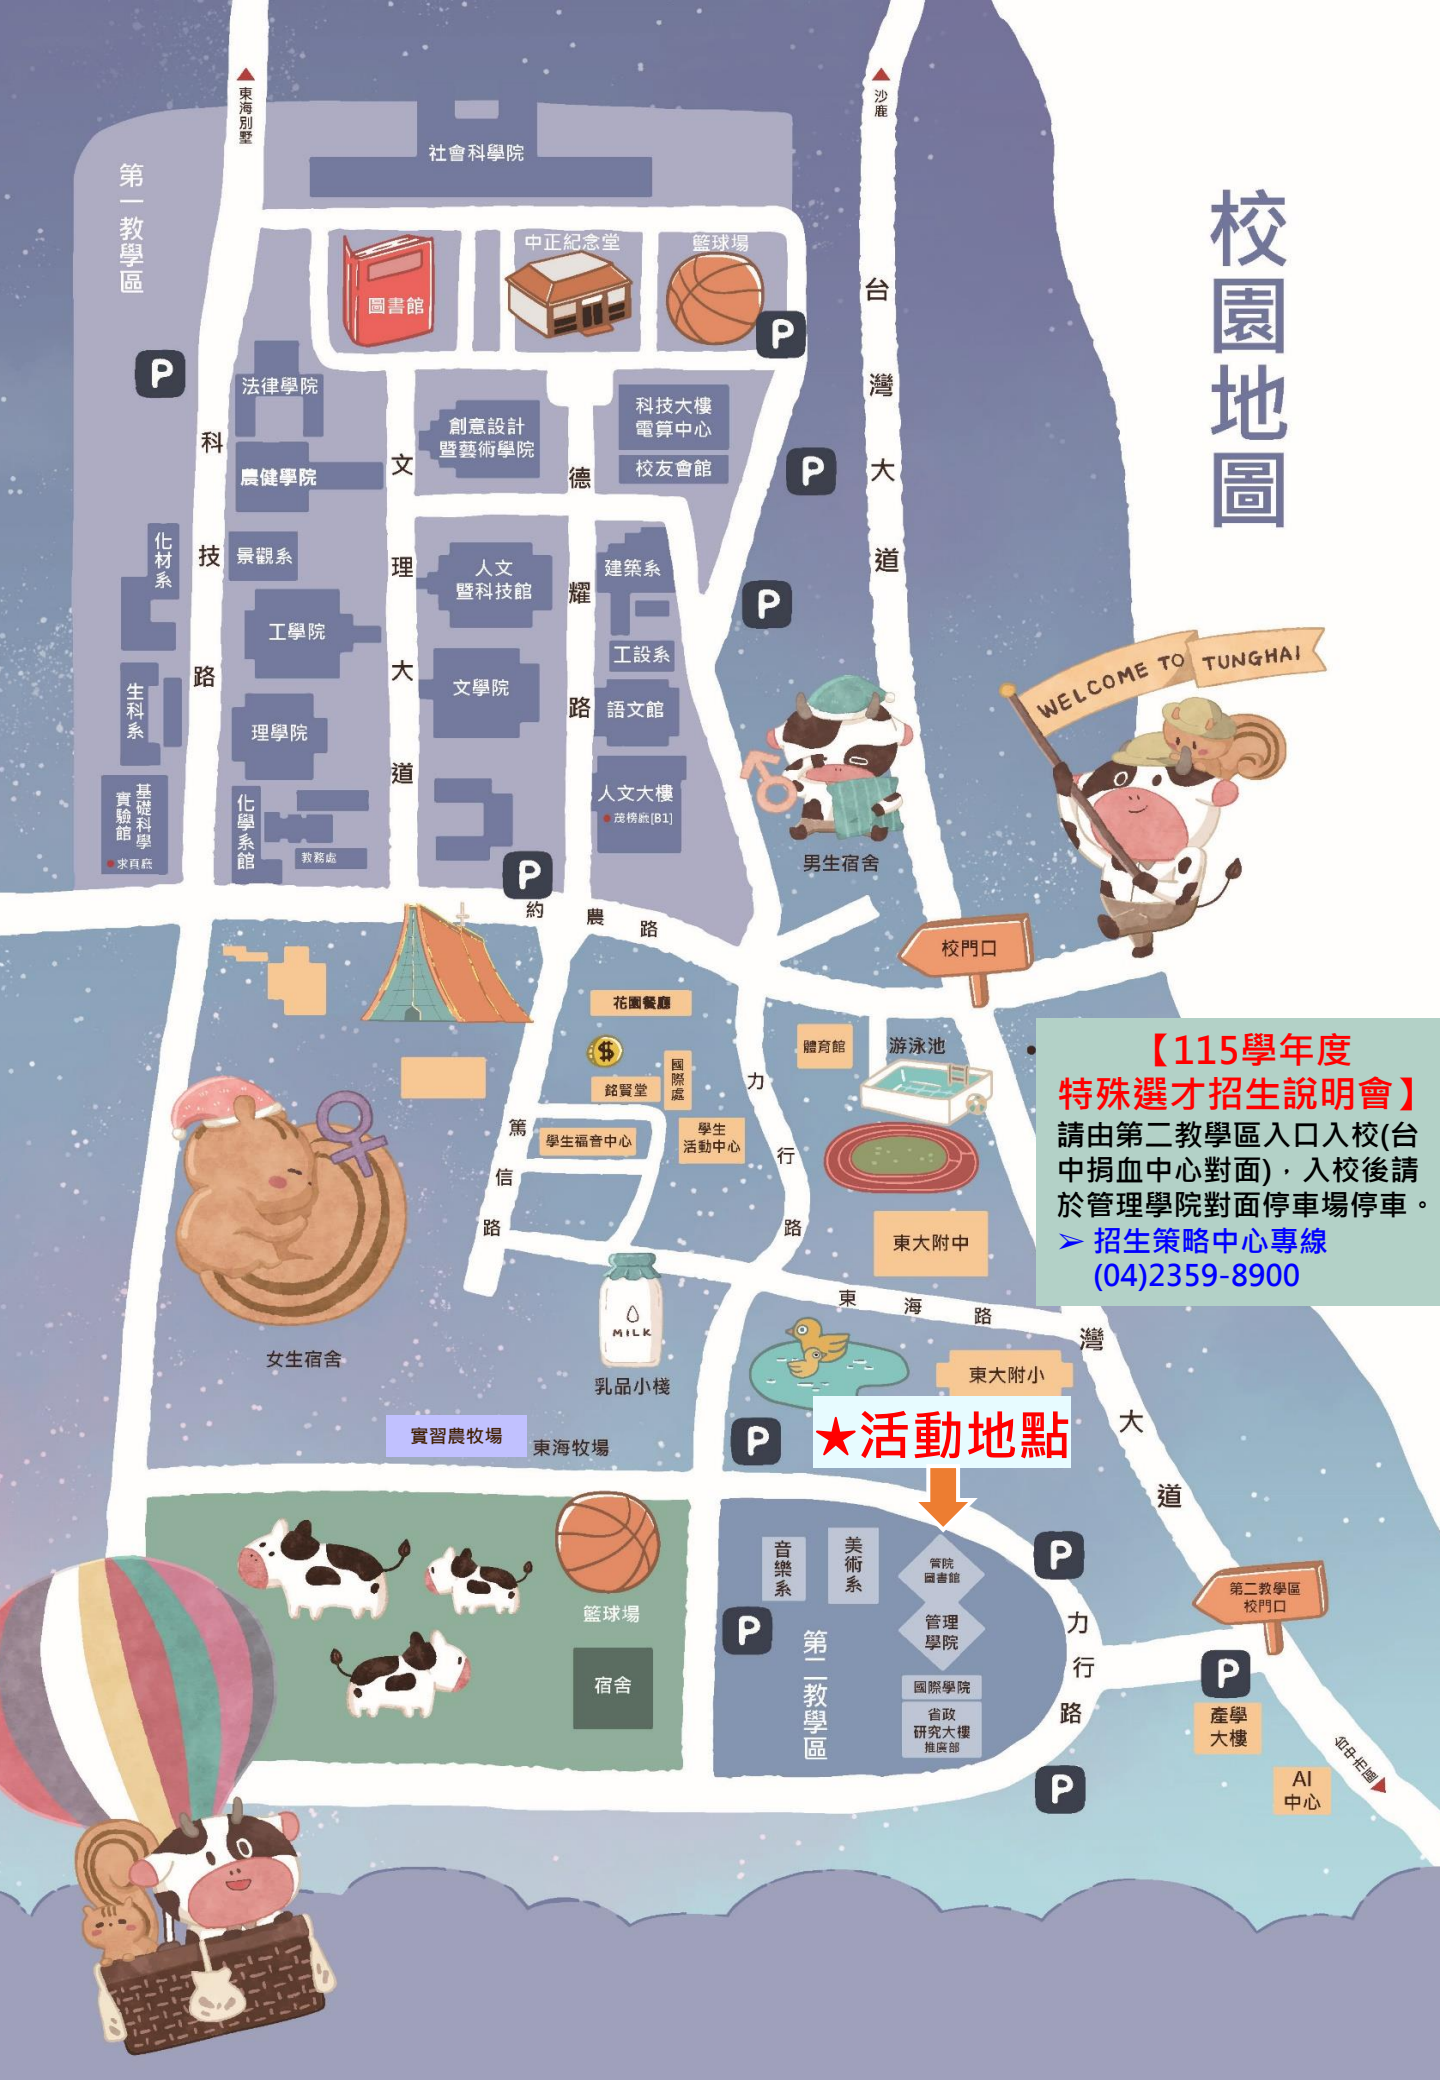 校園地圖
東海別墅
沙鹿
社會科學院
第一教學區
圖書館
中正紀念堂
籃球場
P
P
台灣大道
法律學院
創意設計
暨藝術學院
科技大樓
電算中心
校友會館
農健學院
科技路
文理大道
德耀路
P
化材系
景觀系
人文
暨科技館
建築系
P
工學院
工設系
生科系
文學院
語文館
理學院
WELCOME TO TUNGHAI
基礎科學
實驗館
求真廳
化學系館
教務處
人文大樓
茂榜廳[B1]
P
男生宿舍
約農路
校門口
花園餐廳
$
銘賢堂
國際處
體育館
游泳池
力行路
篤信路
學生福音中心
學生
活動中心
【115學年度
特殊選才招生說明會】
請由第二教學區入口入校(台
中捐血中心對面)，入校後請
於管理學院對面停車場停車。
➢ 招生策略中心專線
(04)2359-8900
東大附中
東海路
MILK
乳品小棧
女生宿舍
東大附小
灣大道
實習農牧場
東海牧場
P
★活動地點
籃球場
宿舍
音樂系
美術系
管院
圖書館
管理
學院
P
P
第二教學區
國際學院
省政
研究大樓
推廣部
力行路
第二教學區
校門口
P
產學
大樓
P
AI
中心
台中市區